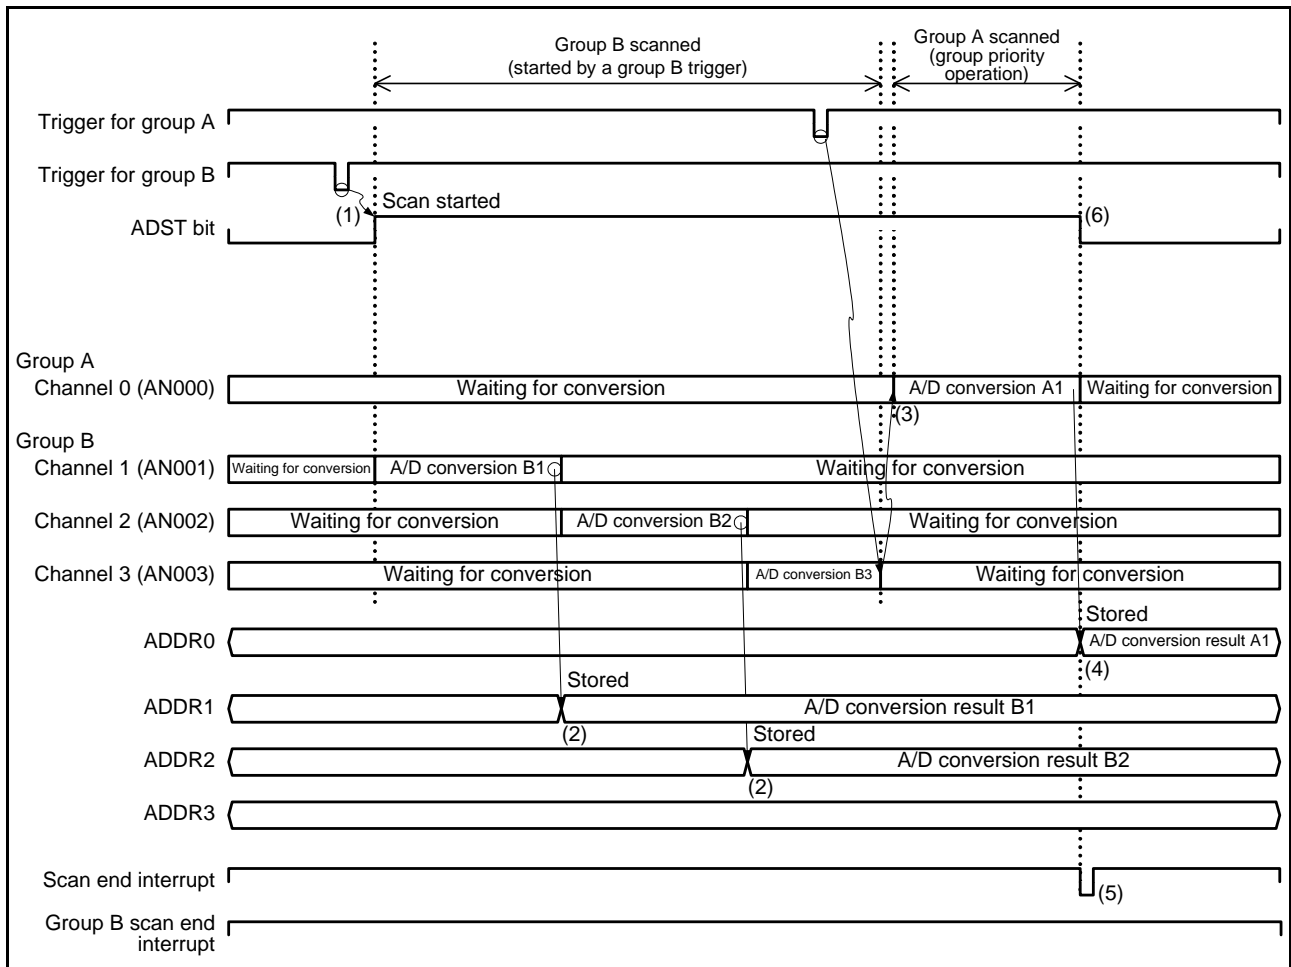 Group B scanned
(started by a group B trigger)
Group A scanned
(group priority
operation)
Trigger for group A
Trigger for group B
Scan started
(1)
(6)
ADST bit
Group A
Channel 0 (AN000)
Waiting for conversion
A/D conversion A1
Waiting for conversion
(3)
Group B
Channel 1 (AN001)
Waiting for conversion
A/D conversion B1
Waiting for conversion
Channel 2 (AN002)
Waiting for conversion
A/D conversion B2
Waiting for conversion
Channel 3 (AN003)
Waiting for conversion
A/D conversion B3
Waiting for conversion
Stored
ADDR0
A/D conversion result A1
(4)
Stored
ADDR1
A/D conversion result B1
(2)
Stored
ADDR2
A/D conversion result B2
(2)
ADDR3
Scan end interrupt
(5)
Group B scan end
interrupt